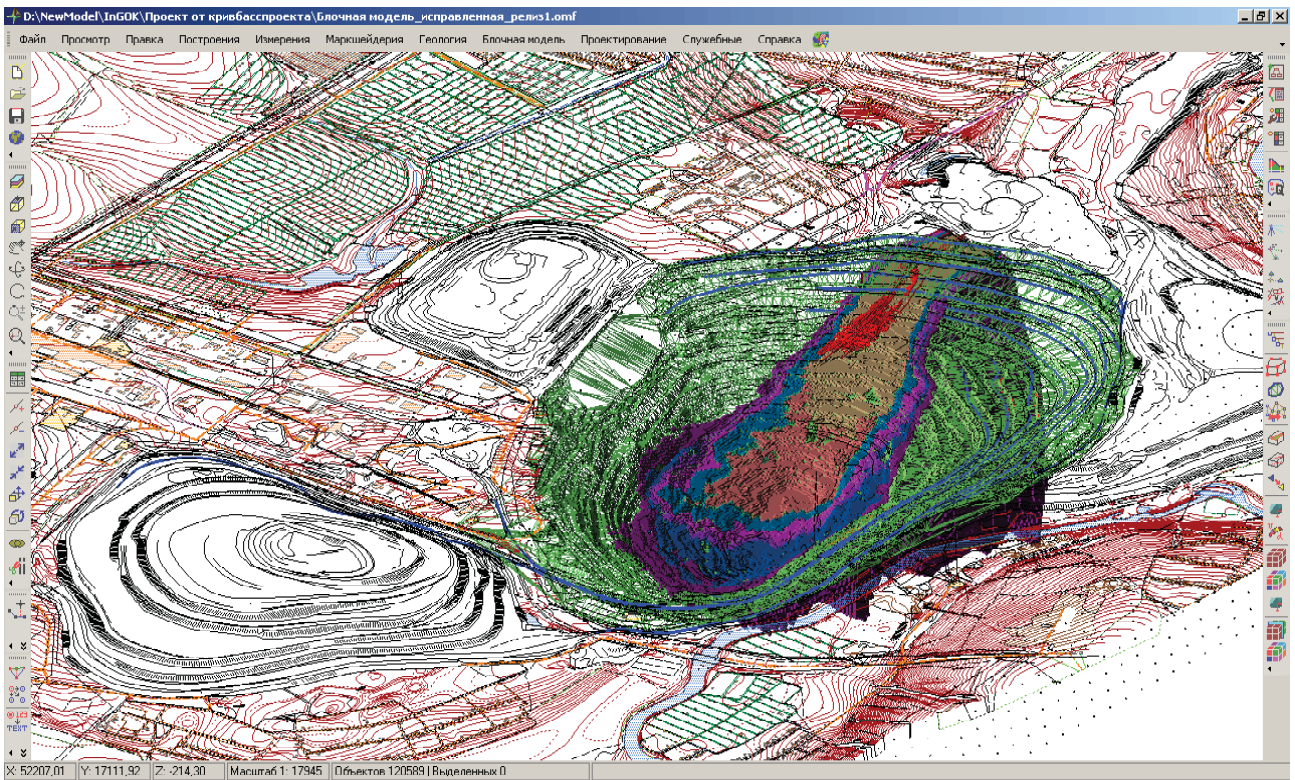 D:\NewModel\InGOK\Проект от кривбасспроекта\Блочная модель_исправленная_релиз1.omf
Файл Просмотр Правка Построения Измерения Маркшейдерия Геология Блочная модель Проектирование Служебные Справка
TEXT
X: 52207,01 Y: 17111,92 Z: -214,30 Масштаб 1: 17945 Объектов 120589 | Выделенных 0